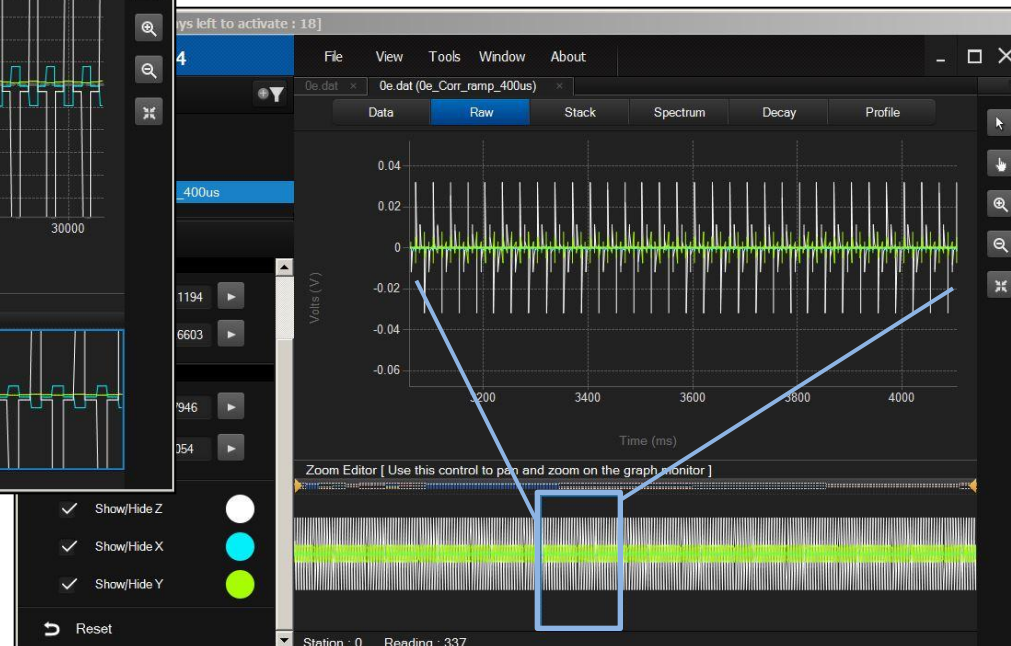 ys left to activate : 18]
4
File View Tools Window About
0e.dat × 0e.dat (0e_Corr_ramp_400us) ×
Data Raw Stack Spectrum Decay Profile
_400us
30000
1194
6603
7946
054
0.04
0.02
0
-0.02
-0.04
-0.06
Volts (V)
3200 3400 3600 3800 4000
Time (ms)
Zoom Editor [ Use this control to pan and zoom on the graph monitor ]
Show/Hide Z
Show/Hide X
Show/Hide Y
Reset
Station : 0 Reading : 337